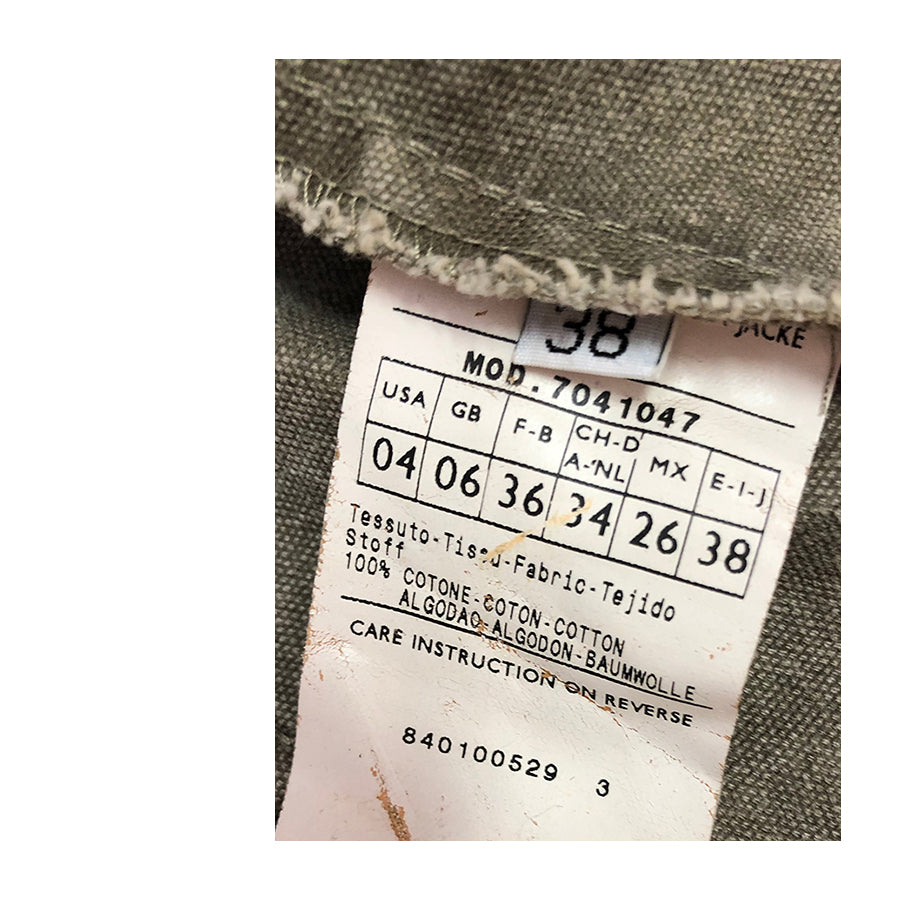 38
JACKE
MOD.7041047
USA GB F-B CH-D A-NL MX E-I-J
04 06 36 34 26 38
Tessuto-Tissu-Fabric-Tejido
Stoff
100% COTONE-COTON-COTTON
ALGODAO-ALGODON-BAUMWOLLE
CARE INSTRUCTION ON REVERSE
840100529 3